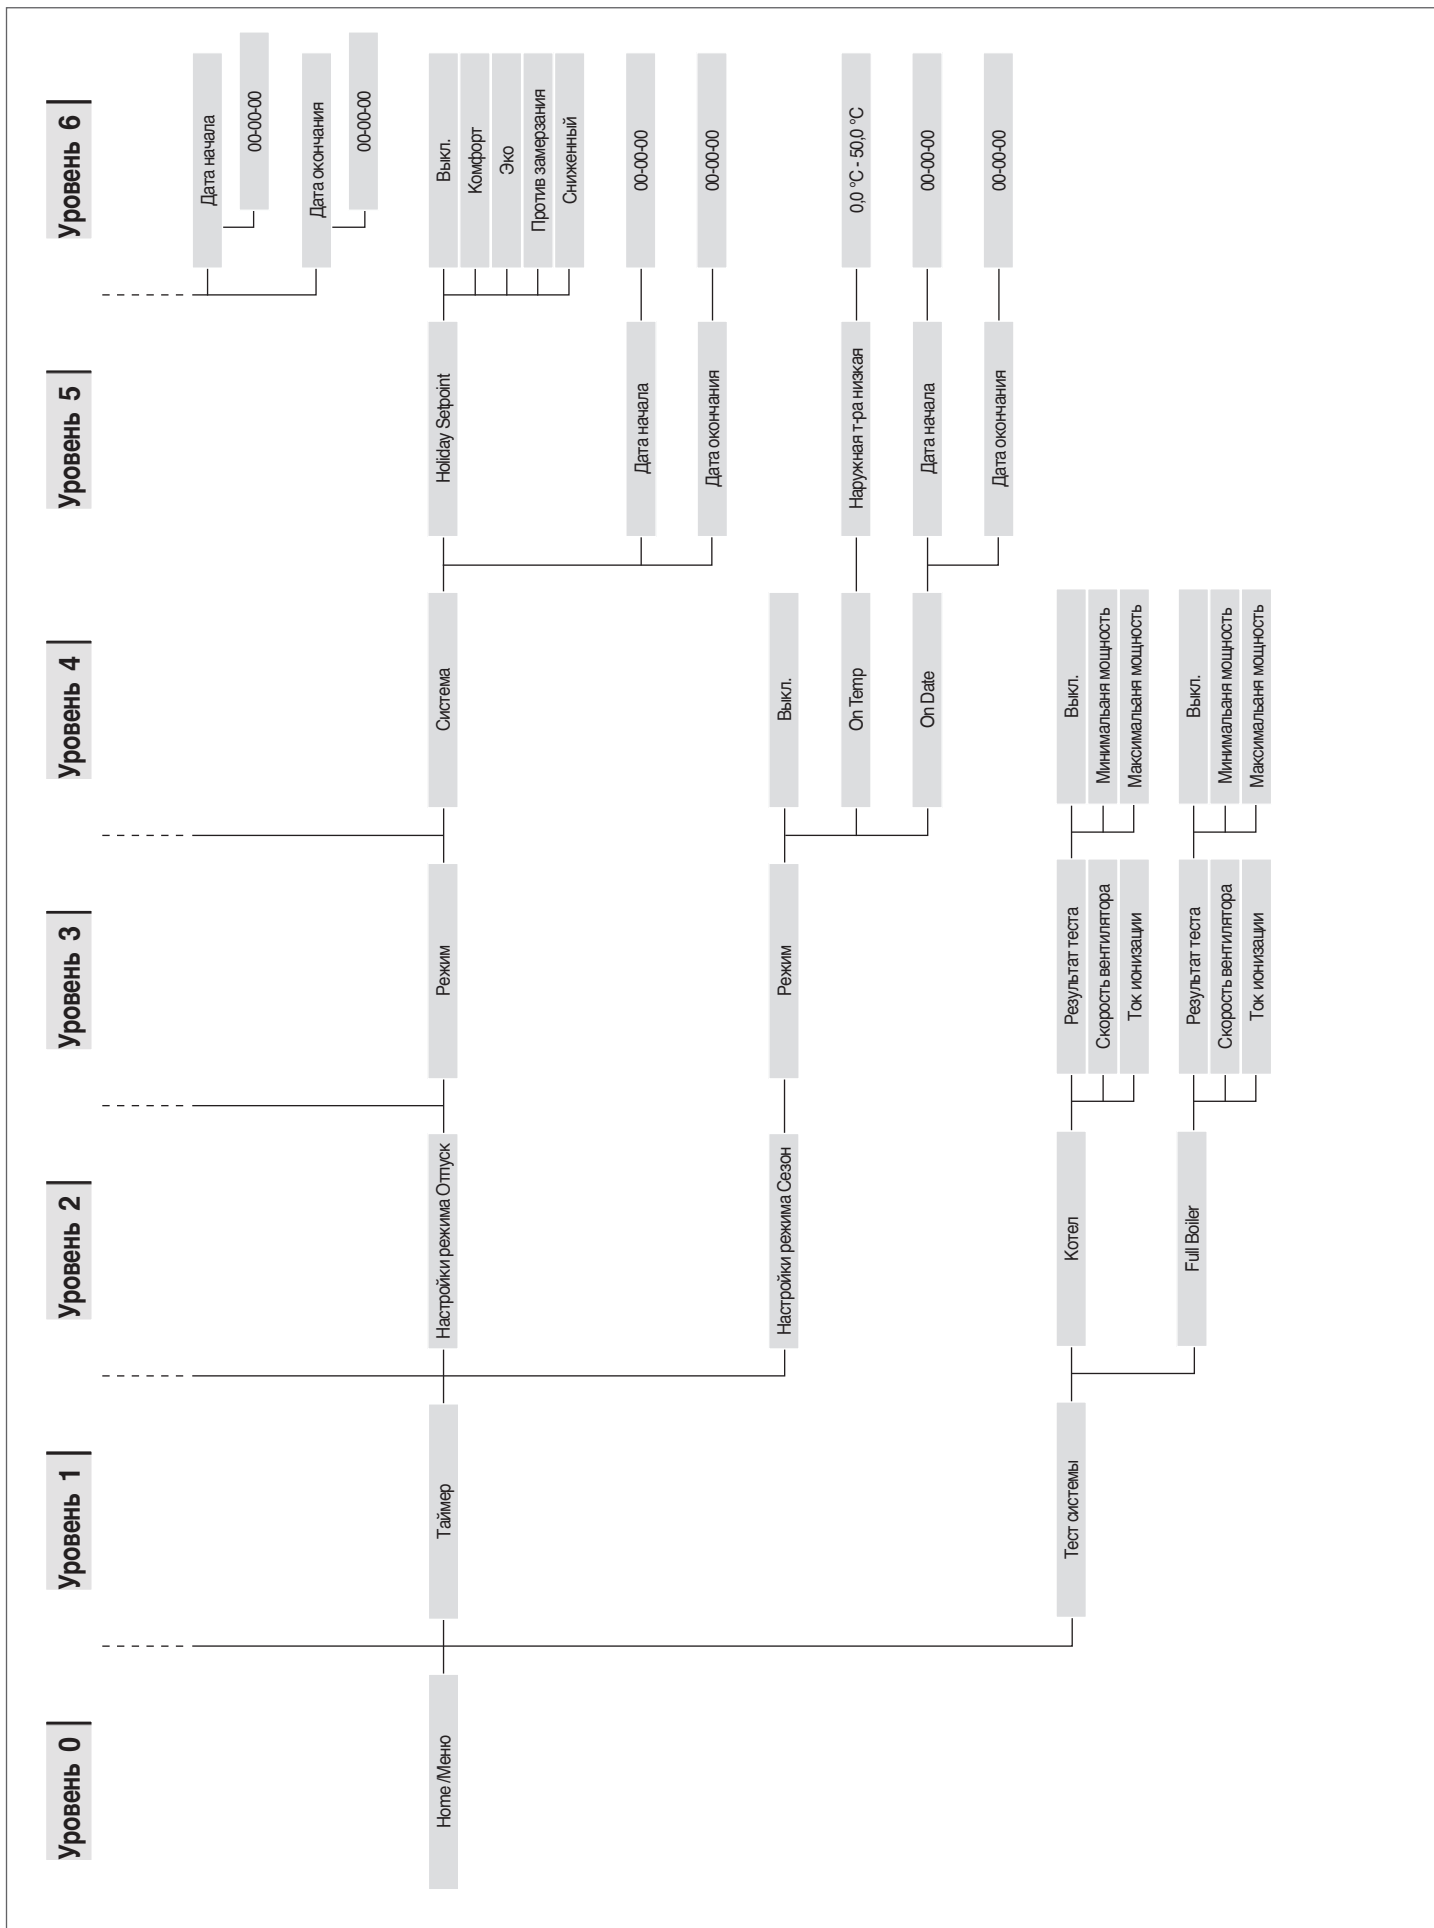 Уровень 0
Уровень 1
Уровень 2
Уровень 3
Уровень 4
Уровень 5
Уровень 6
Дата начала
00-00-00
Дата окончания
00-00-00
Home /Меню
Таймер
Настройки режима Отпуск
Режим
Система
Holiday Setpoint
Выкл.
Комфорт
Эко
Против замерзания
Сниженный
Дата начала
00-00-00
Дата окончания
00-00-00
Настройки режима Сезон
Режим
Выкл.
On Temp
Наружная т-ра низкая
0,0 °C - 50,0 °C
On Date
Дата начала
00-00-00
Дата окончания
00-00-00
Тест системы
Котел
Результат теста
Скорость вентилятора
Ток ионизации
Выкл.
Минимальаня мощность
Максимальаня мощность
Full Boiler
Результат теста
Скорость вентилятора
Ток ионизации
Выкл.
Минимальаня мощность
Максимальаня мощность